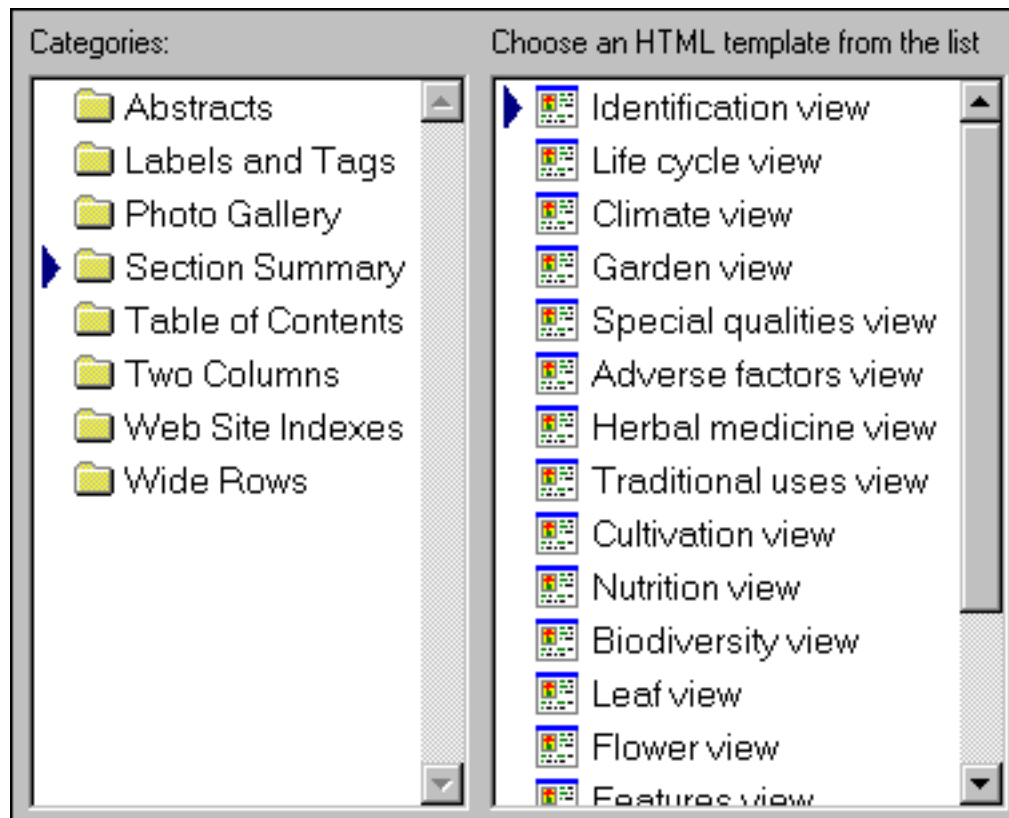 Categories:
Abstracts
Labels and Tags
Photo Gallery
Section Summary
Table of Contents
Two Columns
Web Site Indexes
Wide Rows
Choose an HTML template from the list
Identification view
Life cycle view
Climate view
Garden view
Special qualities view
Adverse factors view
Herbal medicine view
Traditional uses view
Cultivation view
Nutrition view
Biodiversity view
Leaf view
Flower view
Features view